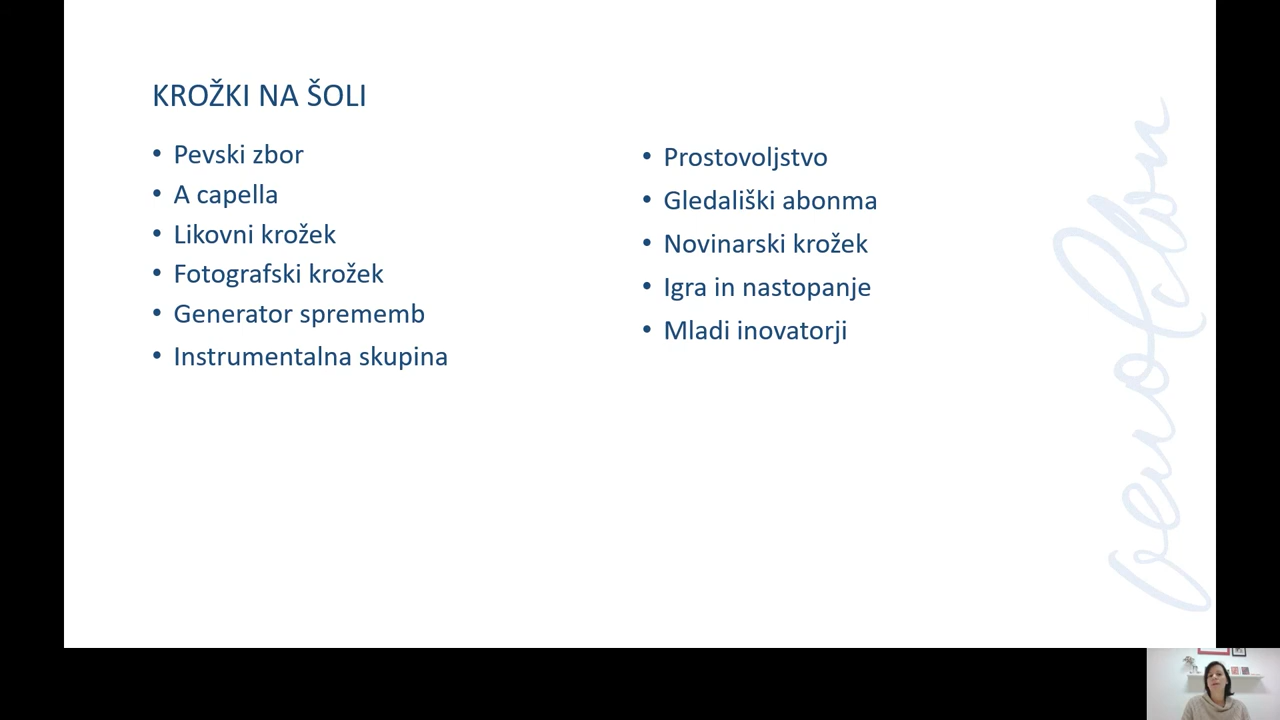 KROŽKI NA ŠOLI
• Pevski zbor
• A capella
• Likovni krožek
• Fotografski krožek
• Generator sprememb
• Instrumentalna skupina
• Prostovoljstvo
• Gledališki abonma
• Novinarski krožek
• Igra in nastopanje
• Mladi inovatorji